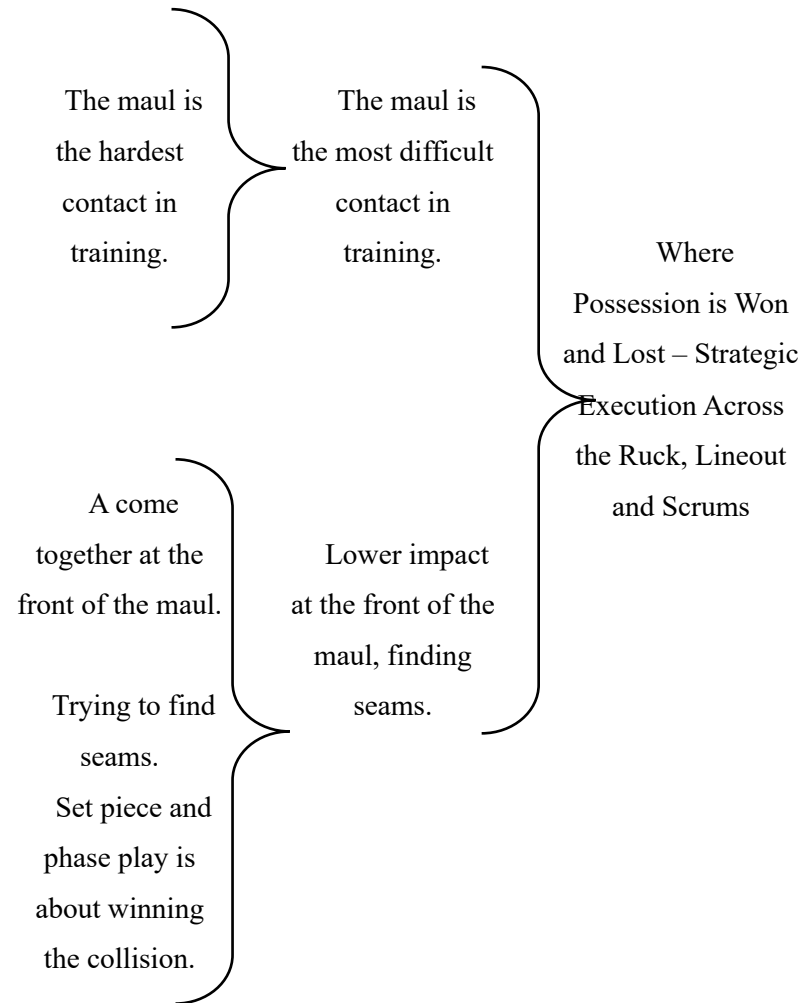 The maul is
the hardest
contact in
training.
The maul is
the most difficult
contact in
training.
Where
Possession is Won
and Lost – Strategic
Execution Across
the Ruck, Lineout
and Scrums
A come
together at the
front of the maul.
Trying to find
seams.
Set piece and
phase play is
about winning
the collision.
Lower impact
at the front of the
maul, finding
seams.